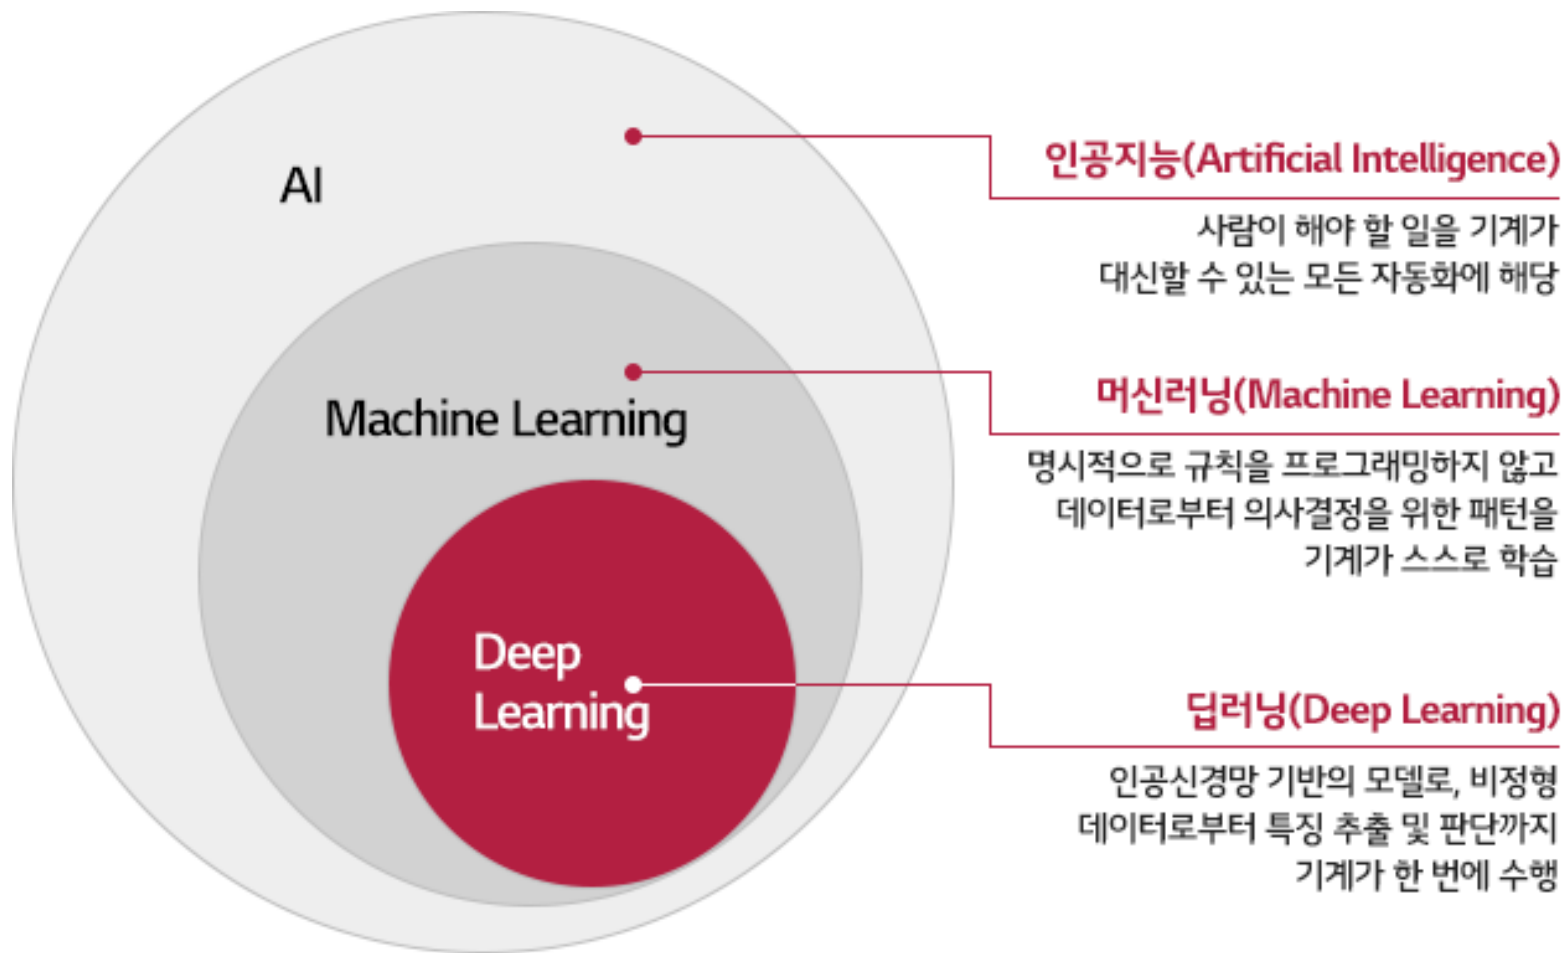 AI
인공지능(Artificial Intelligence)
사람이 해야 할 일을 기계가
대신할 수 있는 모든 자동화에 해당
Machine Learning
머신러닝(Machine Learning)
명시적으로 규칙을 프로그래밍하지 않고
데이터로부터 의사결정을 위한 패턴을
기계가 스스로 학습
Deep
Learning
딥러닝(Deep Learning)
인공신경망 기반의 모델로, 비정형
데이터로부터 특징 추출 및 판단까지
기계가 한 번에 수행